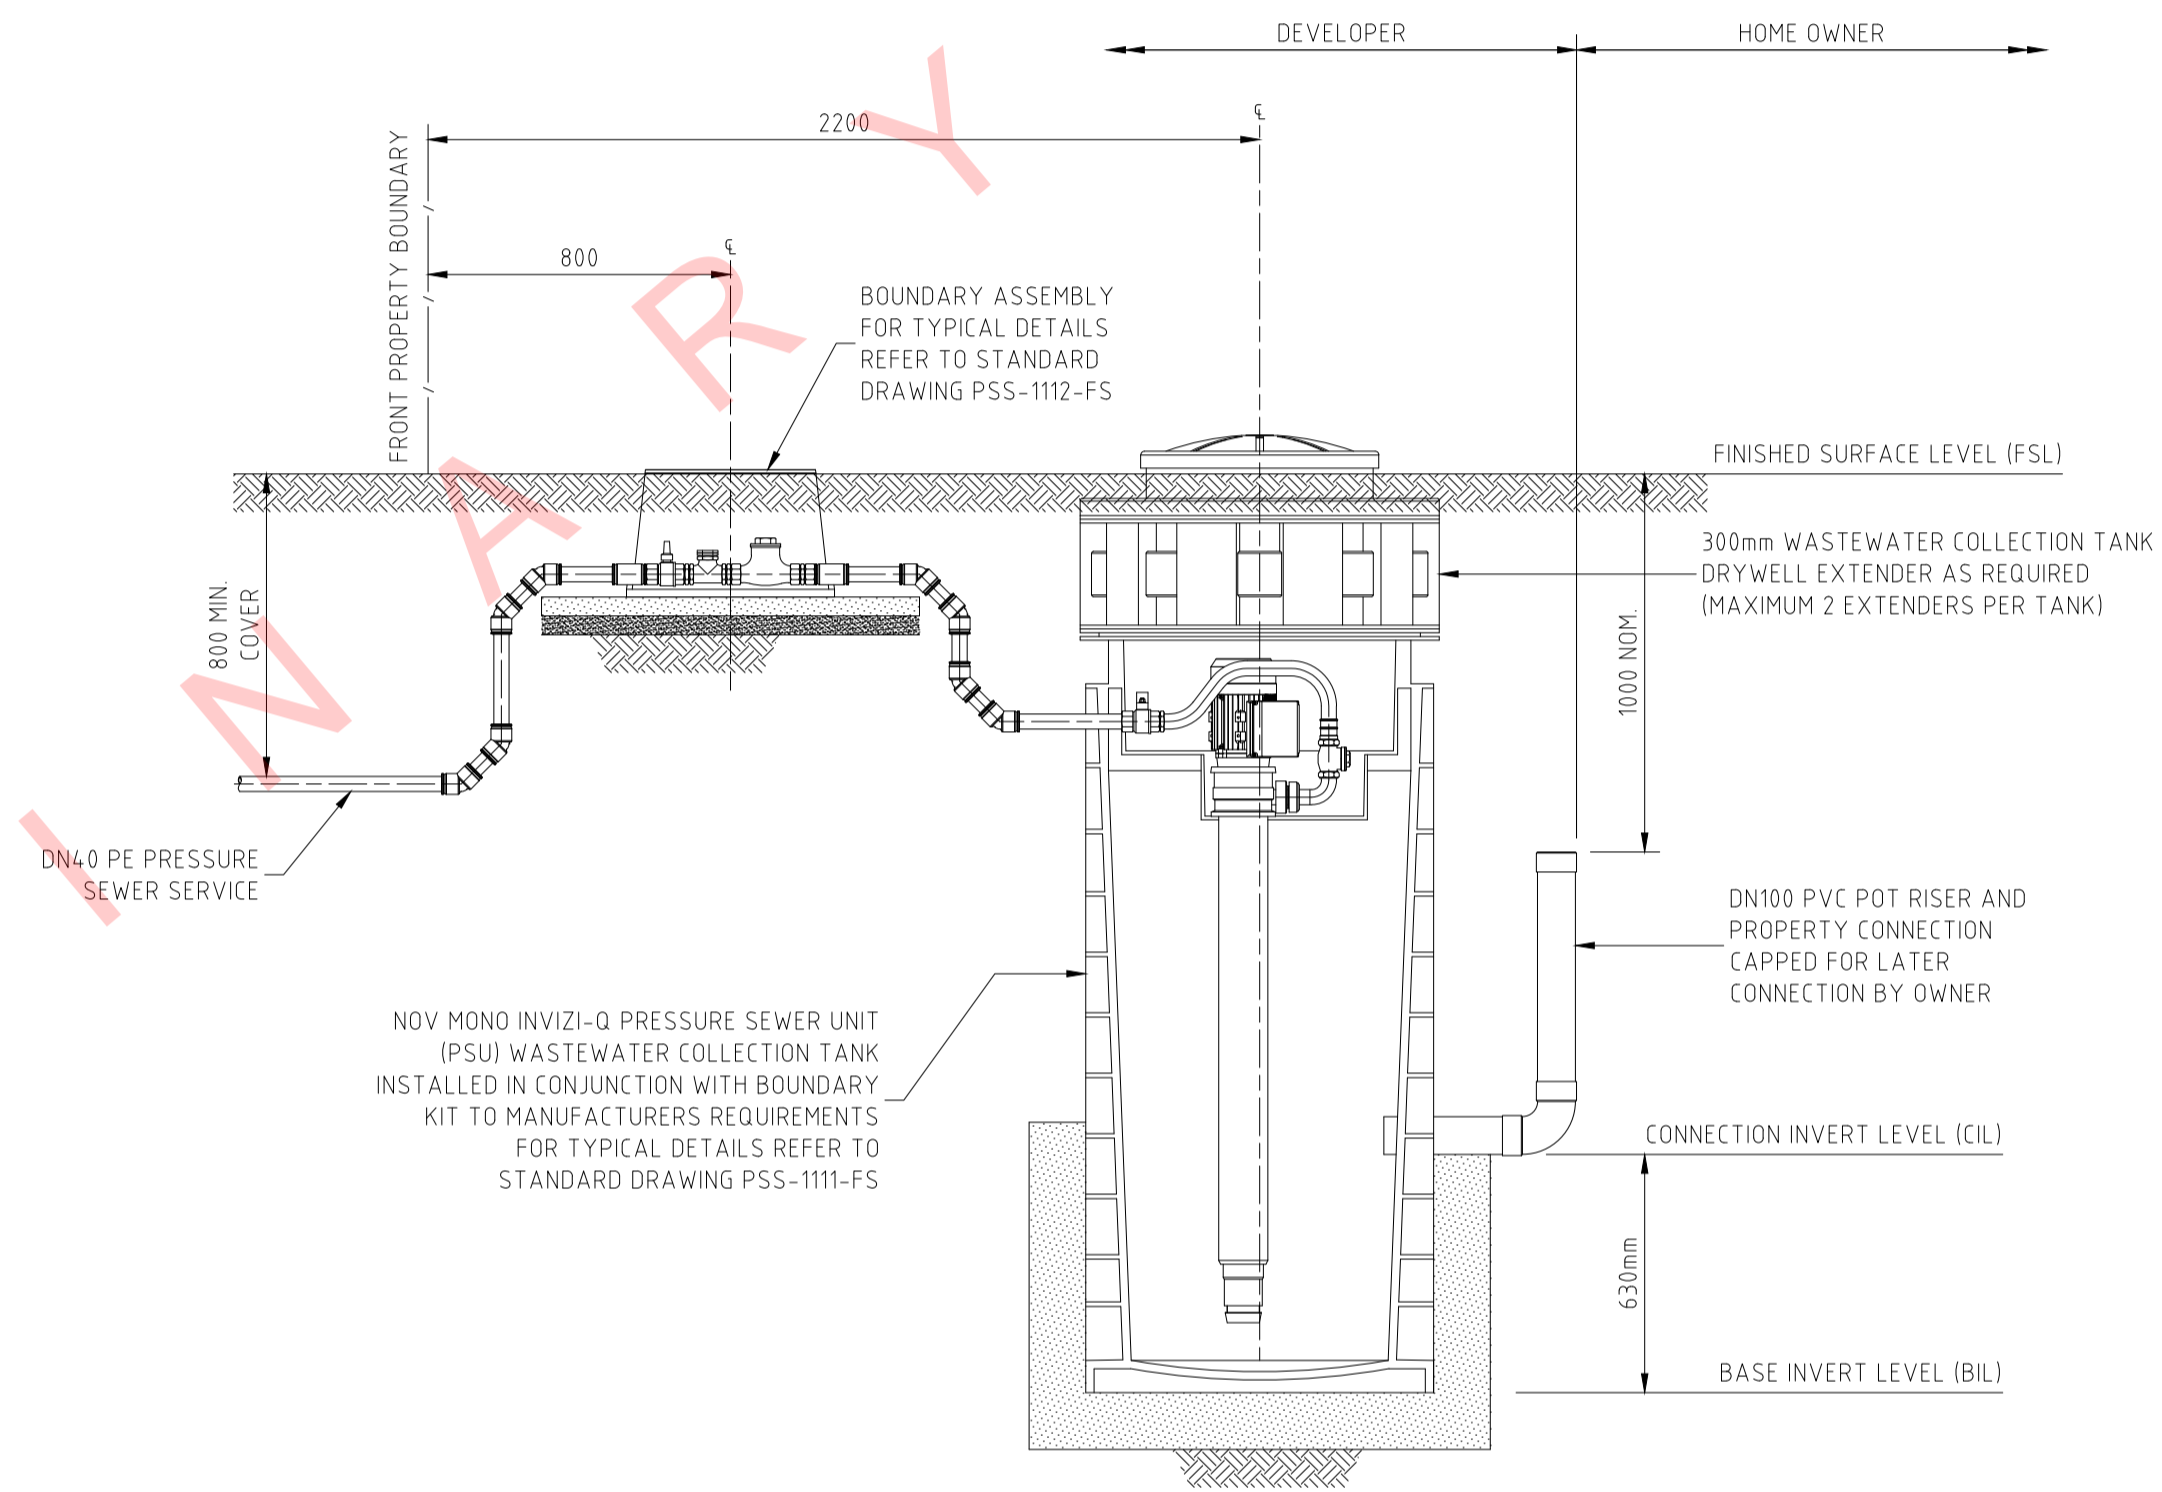 DEVELOPER
HOME OWNER
℄
2200
FRONT PROPERTY BOUNDARY
℄
800
BOUNDARY ASSEMBLY
FOR TYPICAL DETAILS
REFER TO STANDARD
DRAWING PSS-1112-FS
FINISHED SURFACE LEVEL (FSL)
300mm WASTEWATER COLLECTION TANK
DRYWELL EXTENDER AS REQUIRED
(MAXIMUM 2 EXTENDERS PER TANK)
800 MIN.
COVER
1000 NOM.
DN40 PE PRESSURE
SEWER SERVICE
DN100 PVC POT RISER AND
PROPERTY CONNECTION
CAPPED FOR LATER
CONNECTION BY OWNER
NOV MONO INVIZI-Q PRESSURE SEWER UNIT
(PSU) WASTEWATER COLLECTION TANK
INSTALLED IN CONJUNCTION WITH BOUNDARY
KIT TO MANUFACTURERS REQUIREMENTS
FOR TYPICAL DETAILS REFER TO
STANDARD DRAWING PSS-1111-FS
CONNECTION INVERT LEVEL (CIL)
630mm
BASE INVERT LEVEL (BIL)
INARY